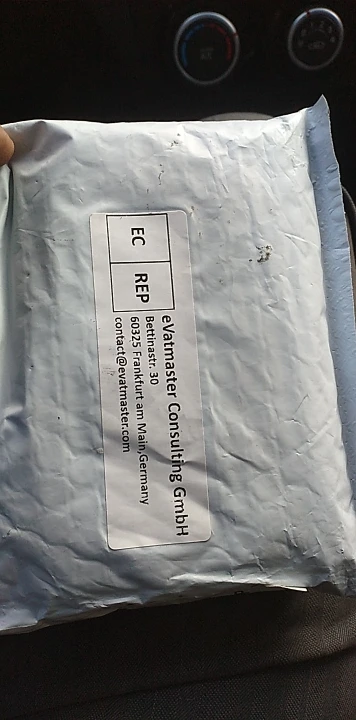 EC REP
eVatmaster Consulting GmbH
Bettinastr. 30
60325 Frankfurt am Main,Germany
contact@evatmaster.com